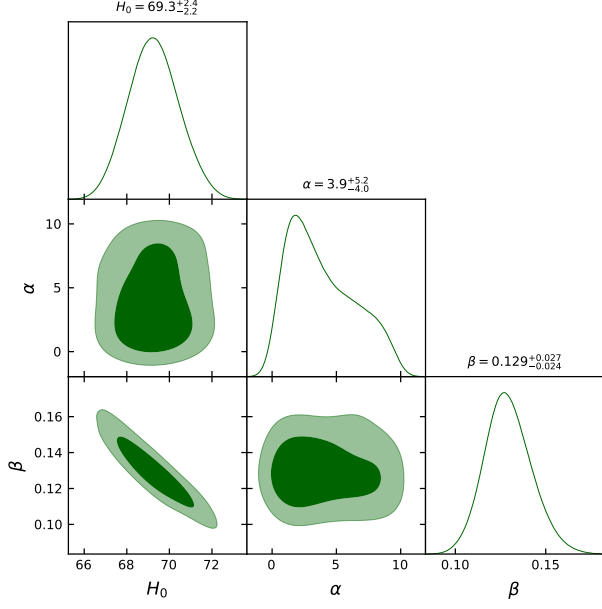 H₀ = 69.3⁺²·⁴₋₂.₂
α = 3.9⁺⁵·²₋₄.₀
10
5
0
α
β = 0.129⁺⁰·⁰²⁷₋₀.₀₂₄
0.16
0.14
0.12
0.10
β
66 68 70 72
0 5 10
0.10 0.15
H₀
α
β